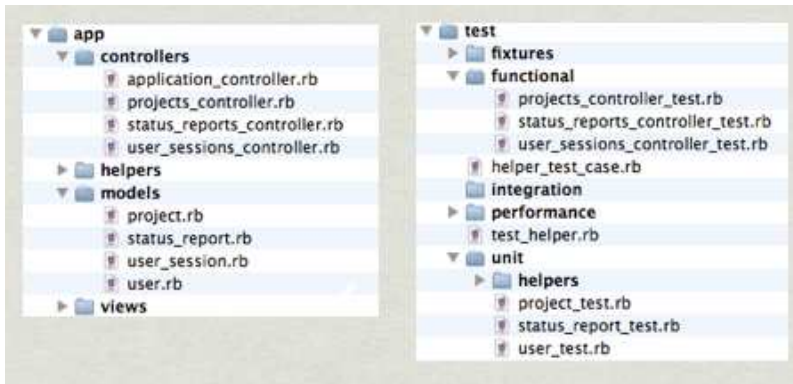 app
controllers
application_controller.rb
projects_controller.rb
status_reports_controller.rb
user_sessions_controller.rb
helpers
models
project.rb
status_report.rb
user_session.rb
user.rb
views
test
fixtures
functional
projects_controller_test.rb
status_reports_controller_test.rb
user_sessions_controller_test.rb
helper_test_case.rb
integration
performance
test_helper.rb
unit
helpers
project_test.rb
status_report_test.rb
user_test.rb